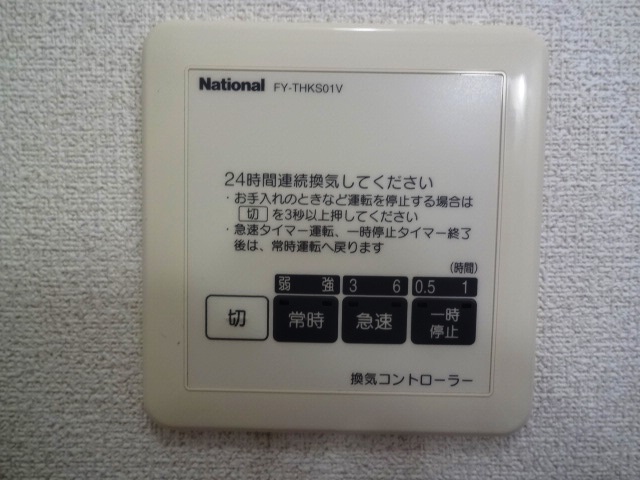 National FY-THKS01V
24時間連続換気してください
・お手入れのときなど運転を停止する場合は
切 を3秒以上押してください
・急速タイマー運転、一時停止タイマー終了
後は、常時運転へ戻ります
(時間)
弱 強 3 6 0.5 1
切 常時 急速 一時
停止
換気コントローラー